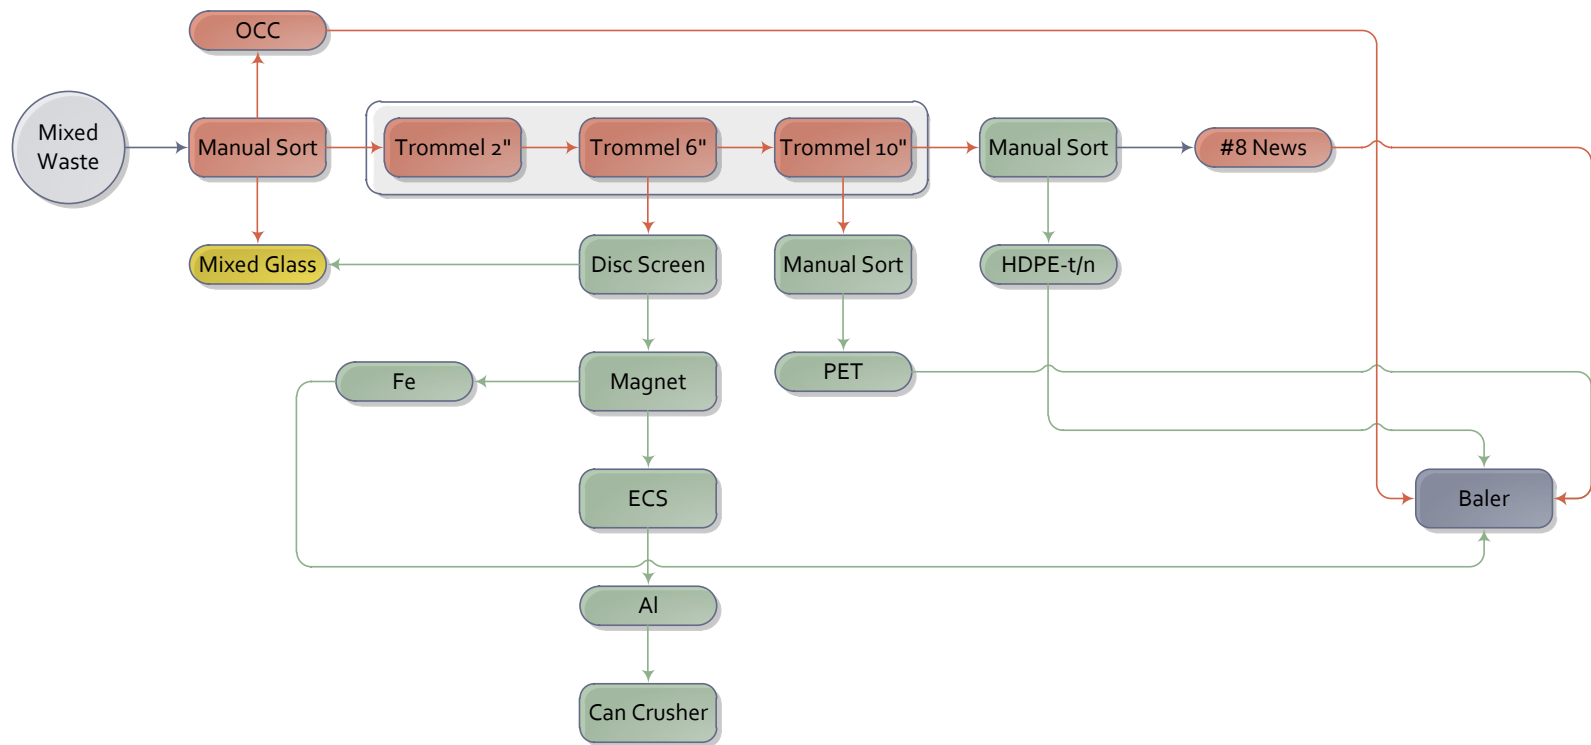 OCC
Mixed
Waste
Manual Sort
Trommel 2"
Trommel 6"
Trommel 10"
Manual Sort
#8 News
Mixed Glass
Disc Screen
Manual Sort
HDPE-t/n
Fe
Magnet
PET
ECS
Baler
Al
Can Crusher